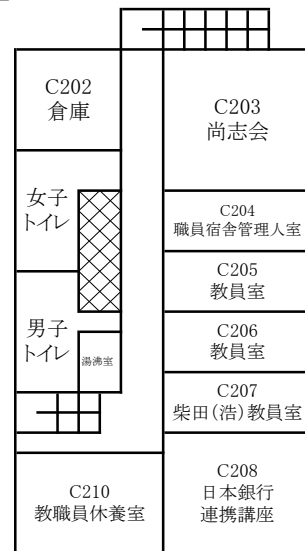 C202
倉庫
C203
尚志会
女子
トイレ
C204
職員宿舎管理人室
C205
教員室
男子
トイレ
湯沸室
C206
教員室
C207
柴田(浩)教員室
C210
教職員休養室
C208
日本銀行
連携講座